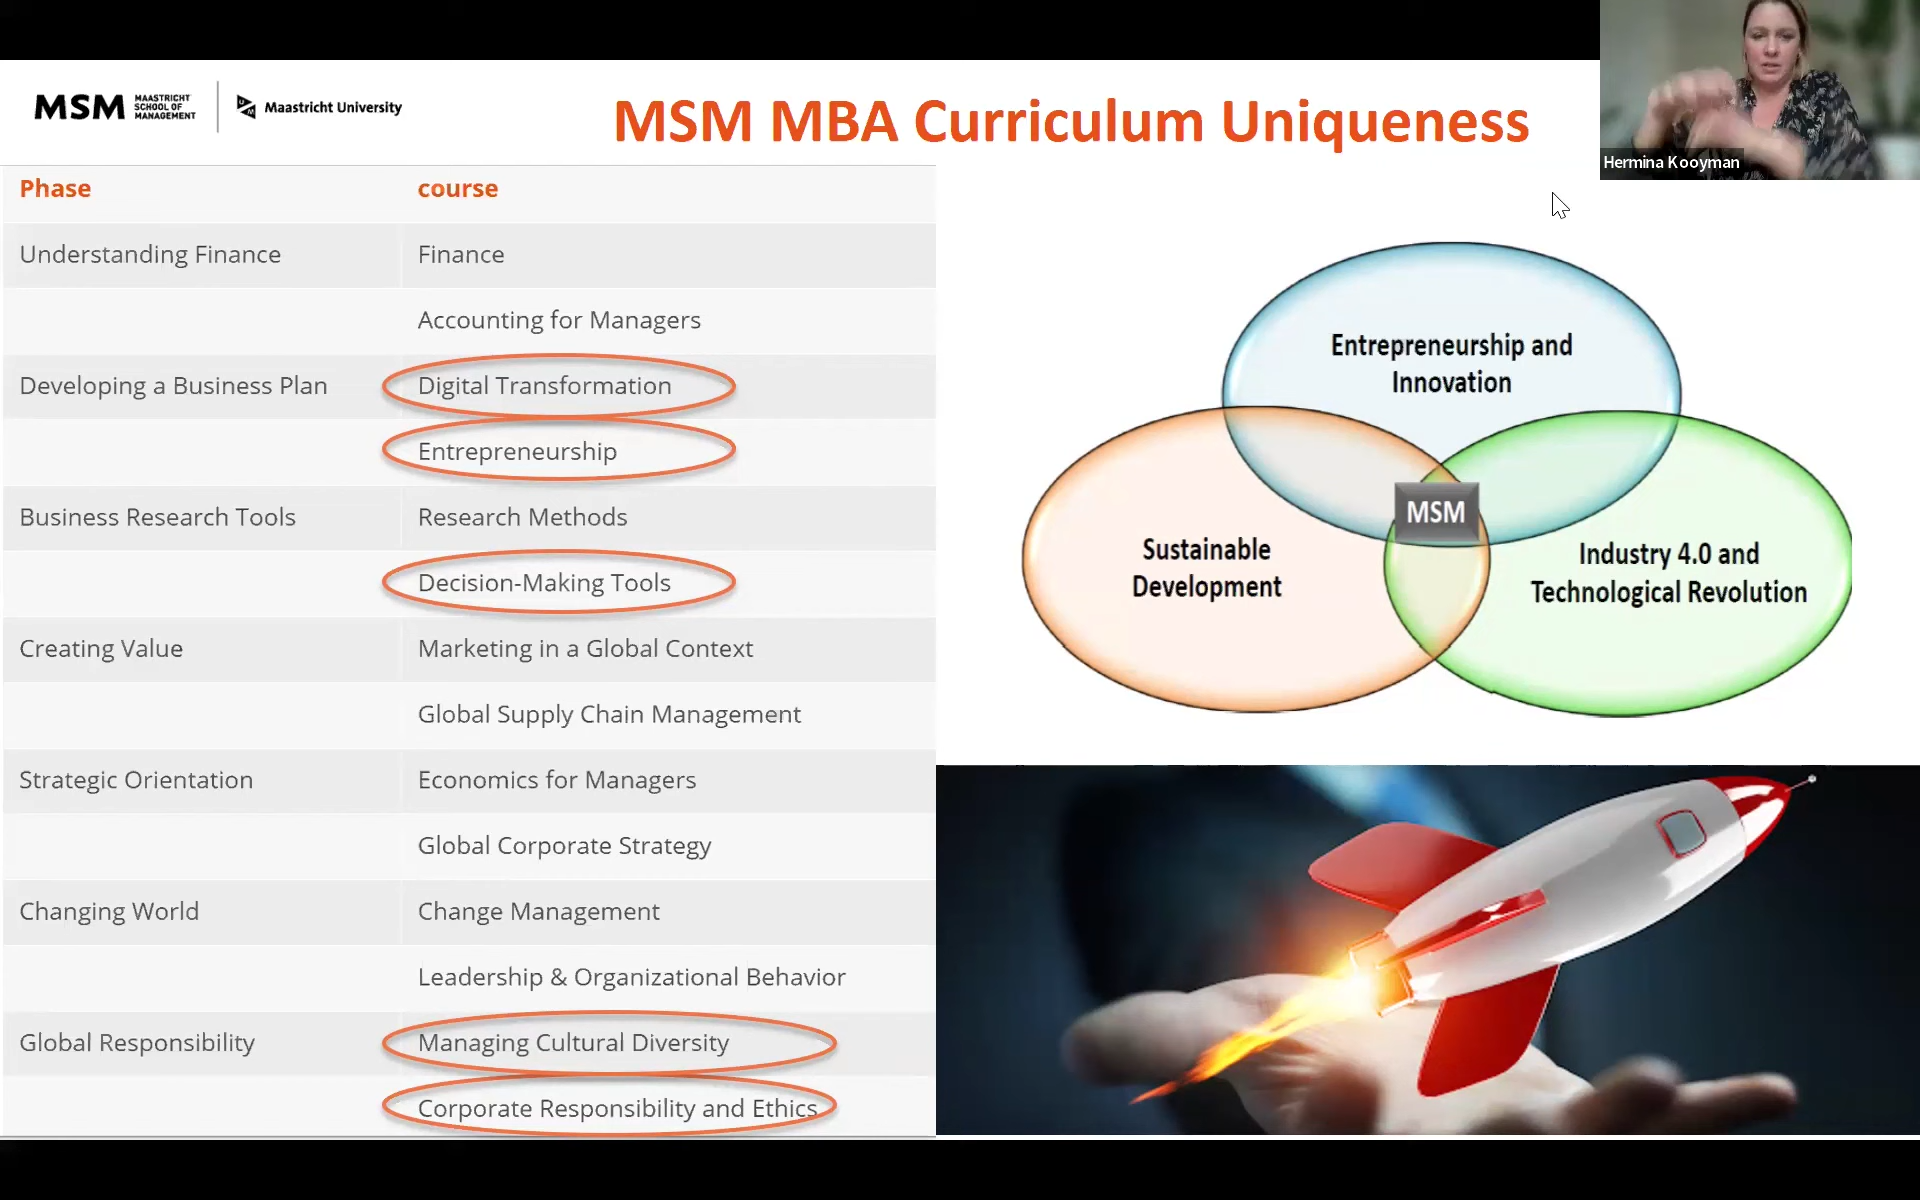 MSM MAASTRICHT
SCHOOL OF
MANAGEMENT
Maastricht University
MSM MBA Curriculum Uniqueness
Hermina Kooyman
Phase course
Understanding Finance Finance
Accounting for Managers
Developing a Business Plan Digital Transformation
Entrepreneurship
Business Research Tools Research Methods
Decision-Making Tools
Creating Value Marketing in a Global Context
Global Supply Chain Management
Strategic Orientation Economics for Managers
Global Corporate Strategy
Changing World Change Management
Leadership & Organizational Behavior
Global Responsibility Managing Cultural Diversity
Corporate Responsibility and Ethics
Entrepreneurship and
Innovation
MSM
Sustainable
Development
Industry 4.0 and
Technological Revolution